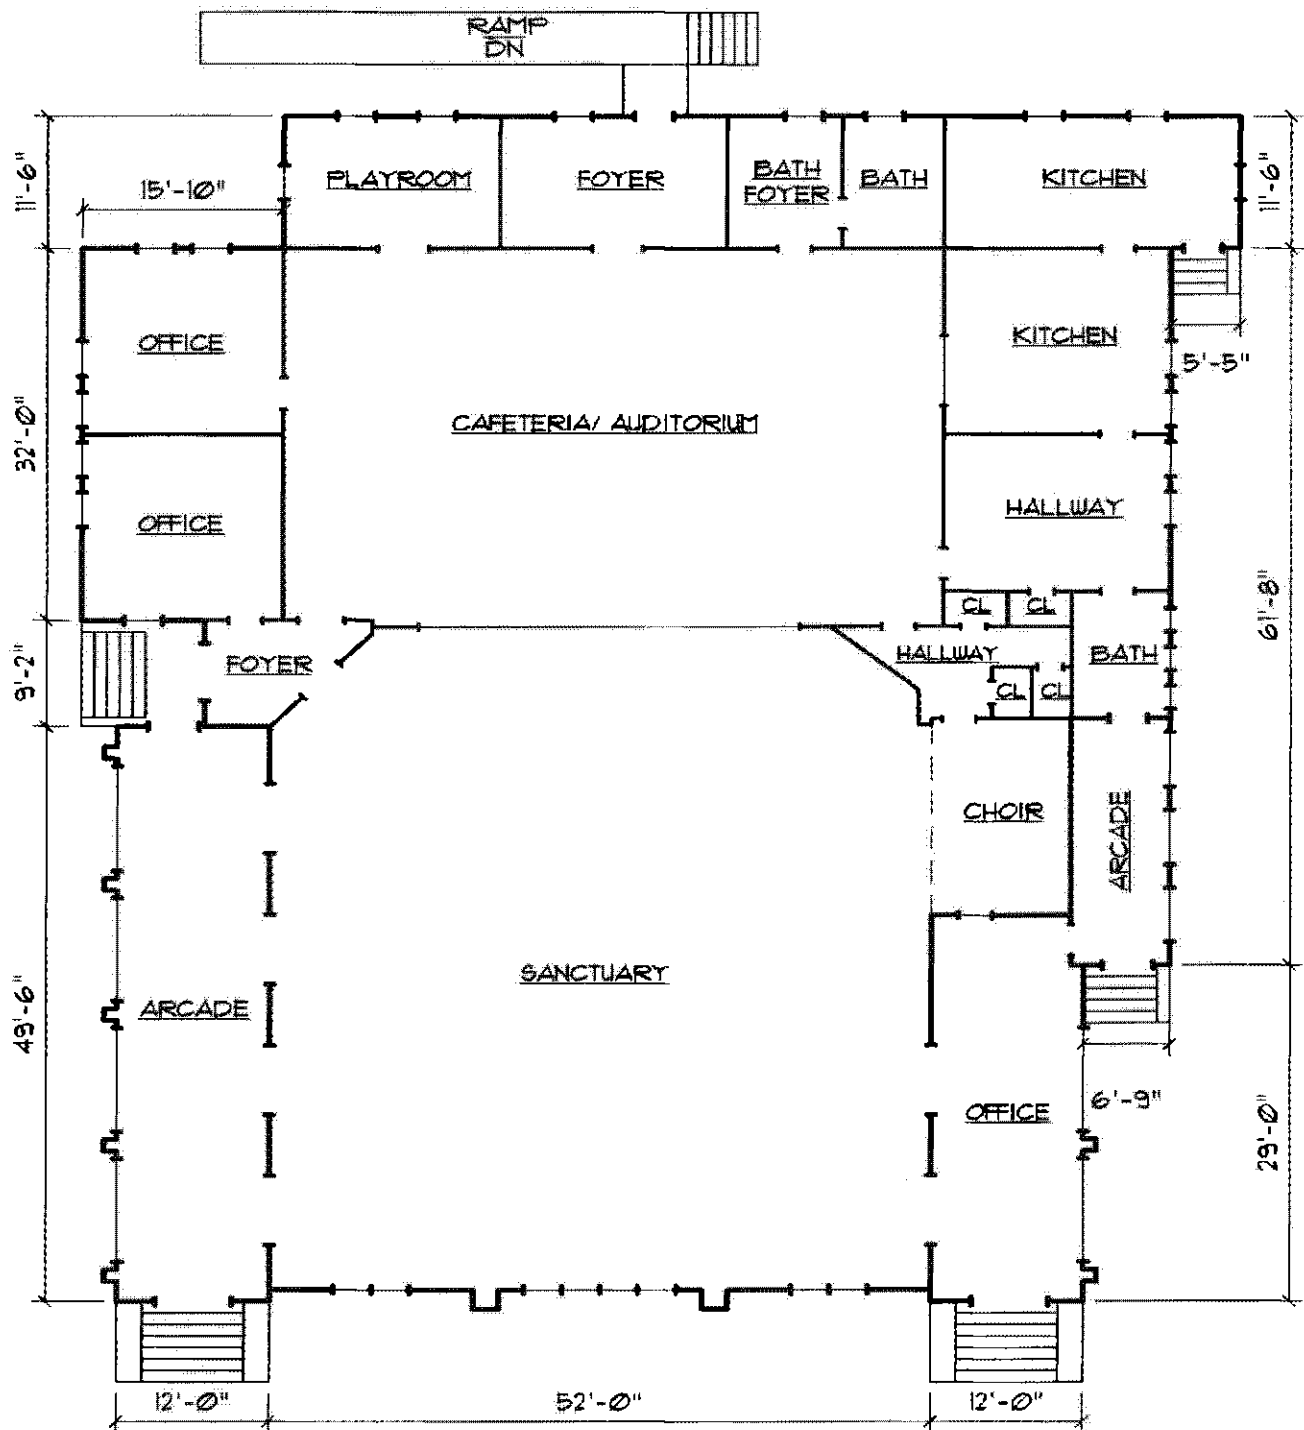 RAMP
DN
11'-6"
15'-10"
PLAYROOM
FOYER
BATH
FOYER
BATH
KITCHEN
11'-6"
32'-0"
OFFICE
CAFETERIA/ AUDITORIUM
KITCHEN
5'-5"
OFFICE
HALLWAY
61'-8"
CL
CL
9'-2"
FOYER
HALLWAY
BATH
CL
CL
CHOIR
ARCADE
49'-6"
ARCADE
SANCTUARY
OFFICE
6'-9"
29'-0"
12'-0"
52'-0"
12'-0"